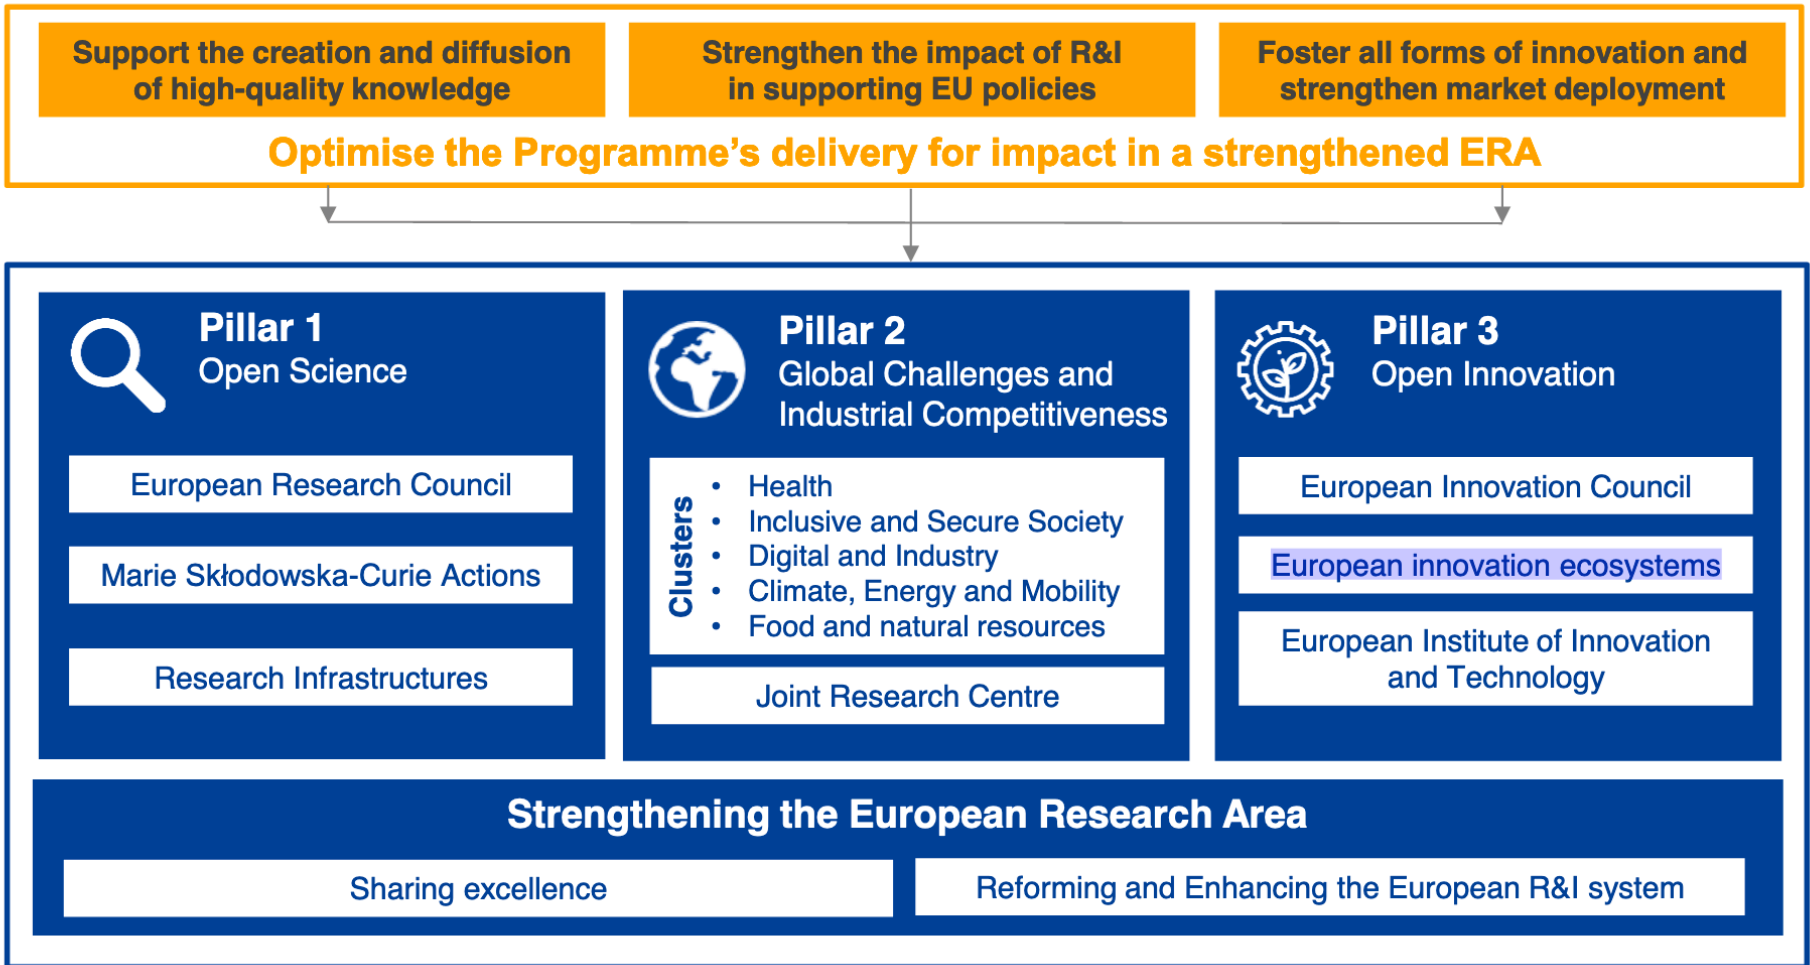 Support the creation and diffusion
of high-quality knowledge
Strengthen the impact of R&I
in supporting EU policies
Foster all forms of innovation and
strengthen market deployment
Optimise the Programme’s delivery for impact in a strengthened ERA
Pillar 1
Open Science
European Research Council
Marie Skłodowska-Curie Actions
Research Infrastructures
Pillar 2
Global Challenges and
Industrial Competitiveness
Clusters
• Health
• Inclusive and Secure Society
• Digital and Industry
• Climate, Energy and Mobility
• Food and natural resources
Joint Research Centre
Pillar 3
Open Innovation
European Innovation Council
European innovation ecosystems
European Institute of Innovation
and Technology
Strengthening the European Research Area
Sharing excellence
Reforming and Enhancing the European R&I system